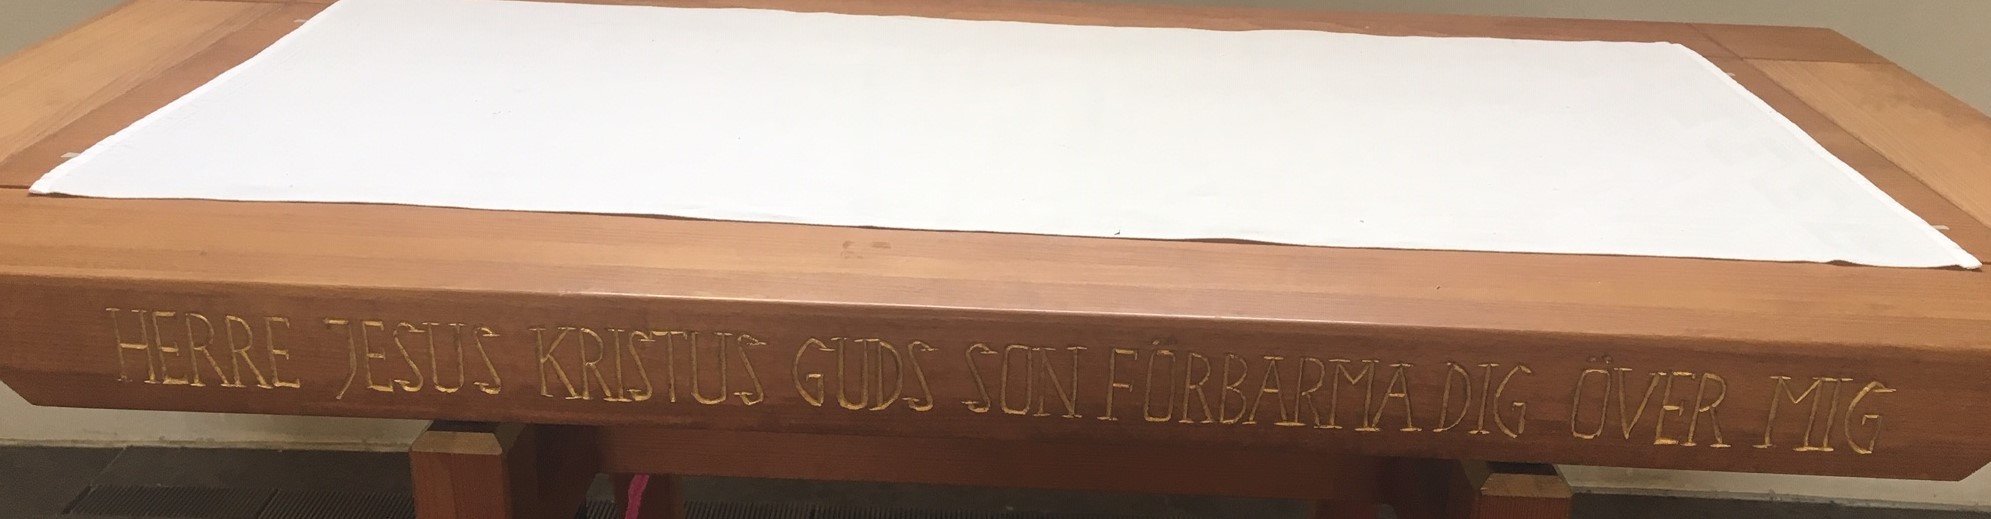 HERRE JESUS KRISTUS GUDS SON FÖRBARMA DIG ÖVER MIG